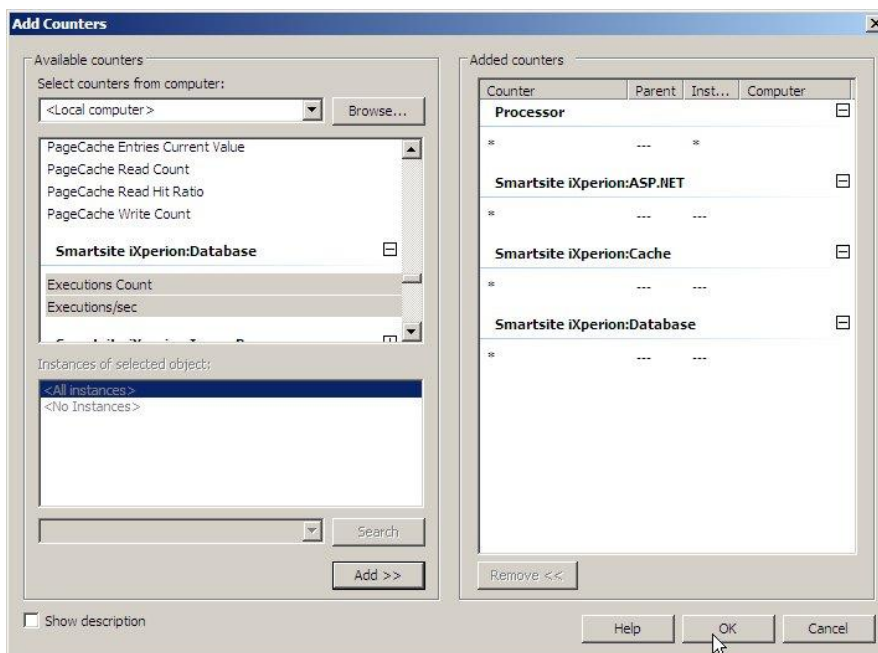 Add Counters
Available counters
Select counters from computer:
<Local computer>
Browse...
PageCache Entries Current Value
PageCache Read Count
PageCache Read Hit Ratio
PageCache Write Count
Smartsite iXperion:Database
Executions Count
Executions/sec
Instances of selected object:
<All instances>
<No Instances>
Search
Add >>
Show description
Added counters
Counter Parent Inst... Computer
Processor
* --- *
Smartsite iXperion:ASP.NET
* --- ---
Smartsite iXperion:Cache
* --- ---
Smartsite iXperion:Database
* --- ---
Remove <<
Help OK Cancel